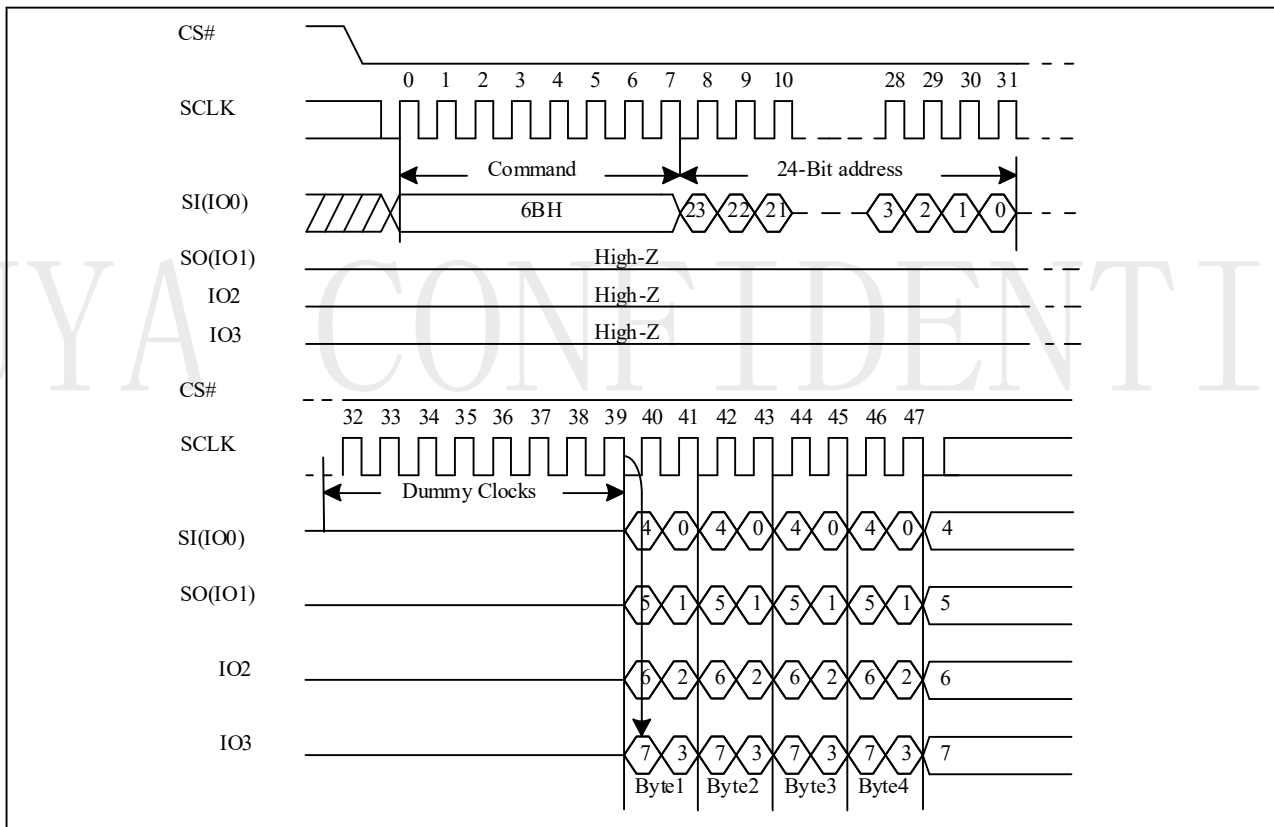 CS#
0 1 2 3 4 5 6 7 8 9 10 28 29 30 31
SCLK
Command 24-Bit address
SI(IO0) 6BH 23 22 21 3 2 1 0
SO(IO1) High-Z
IO2 High-Z
IO3 High-Z
UYA CONFIDENTI
CS#
32 33 34 35 36 37 38 39 40 41 42 43 44 45 46 47
SCLK
Dummy Clocks
SI(IO0) 4 0 4 0 4 0 4 0 4
SO(IO1) 5 1 5 1 5 1 5 1 5
IO2 6 2 6 2 6 2 6 2 6
IO3 7 3 7 3 7 3 7 3 7
Byte1 Byte2 Byte3 Byte4